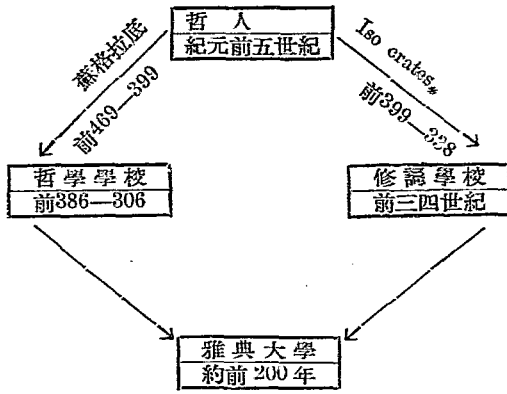 哲人
紀元前五世紀
蘇格拉底
前469—399
Iso crates
前399—338
哲學學校
前386—306
修詞學校
前三四世紀
雅典大學
約前200年